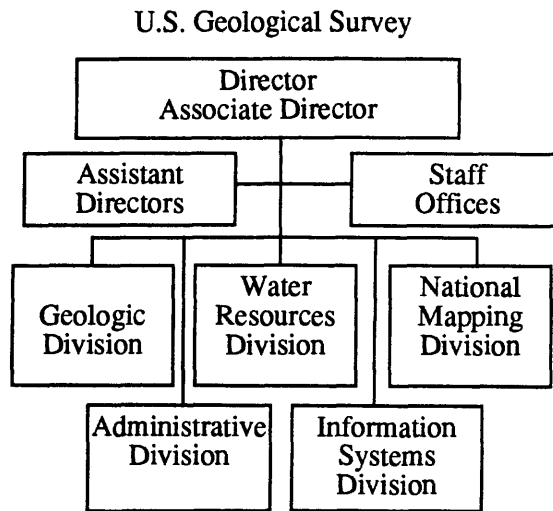 U.S. Geological Survey
Director
Associate Director
Assistant
Directors
Staff
Offices
Geologic
Division
Water
Resources
Division
National
Mapping
Division
Administrative
Division
Information
Systems
Division